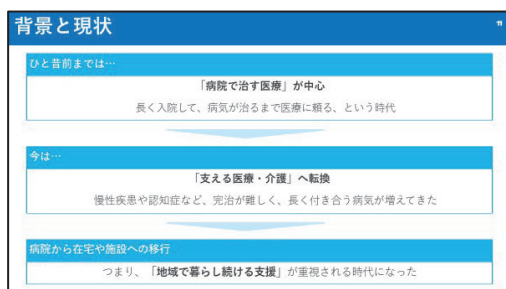 背景と現状
11
ひと昔前までは…
「病院で治す医療」が中心
長く入院して、病気が治るまで医療に頼る、という時代
今は…
「支える医療・介護」へ転換
慢性疾患や認知症など、完治が難しく、長く付き合う病気が増えてきた
病院から在宅や施設への移行
つまり、「地域で暮らし続ける支援」が重視される時代になった